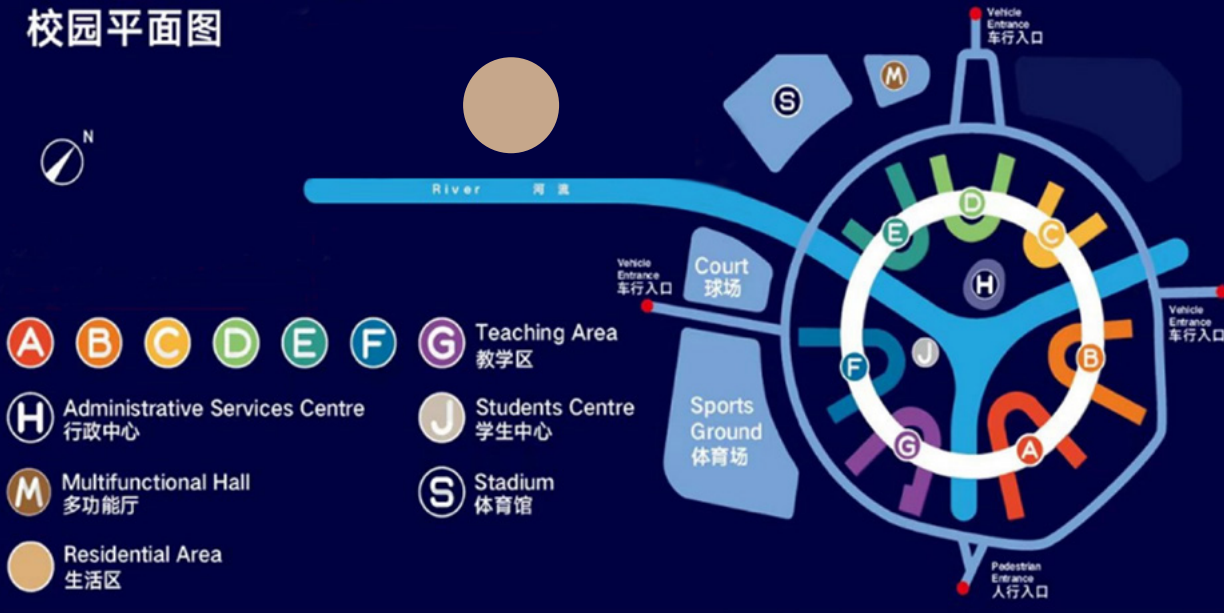 校园平面图
N
River 河流
Vehicle
Entrance
车行入口
S
M
D
E
C
H
Court
球场
Vehicle
Entrance
车行入口
Vehicle
Entrance
车行入口
J
F
B
G
A
Sports
Ground
体育场
Pedestrian
Entrance
人行入口
A B C D E F G Teaching Area
教学区
H Administrative Services Centre
行政中心
J Students Centre
学生中心
M Multifunctional Hall
多功能厅
S Stadium
体育馆
Residential Area
生活区